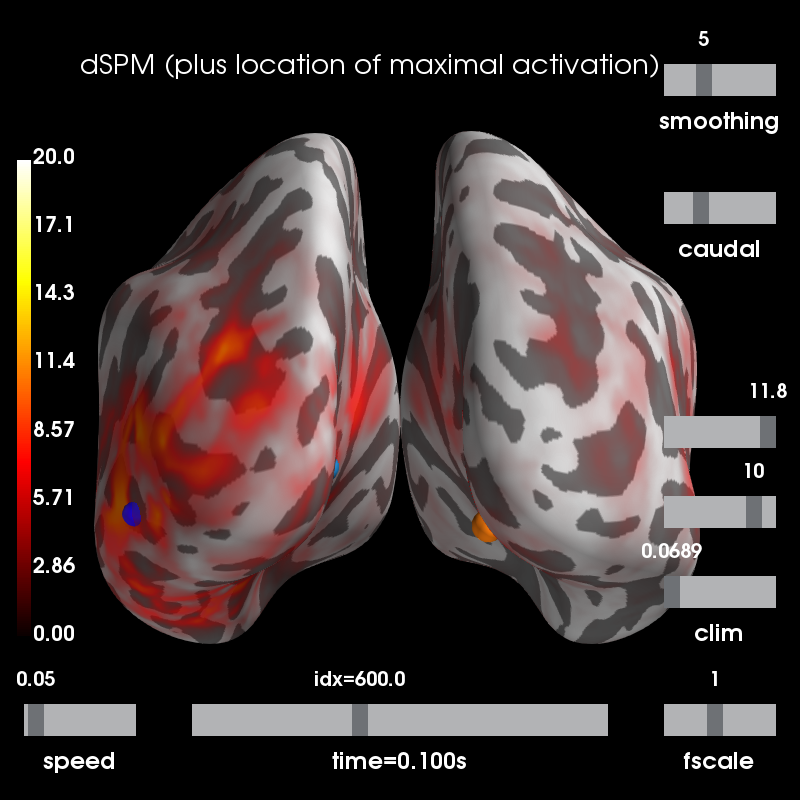 5
dSPM (plus location of maximal activation)
smoothing
20.0
17.1
14.3
11.4
8.57
5.71
2.86
0.00
caudal
11.8
10
0.0689
clim
0.05
idx=600.0
1
speed
time=0.100s
fscale